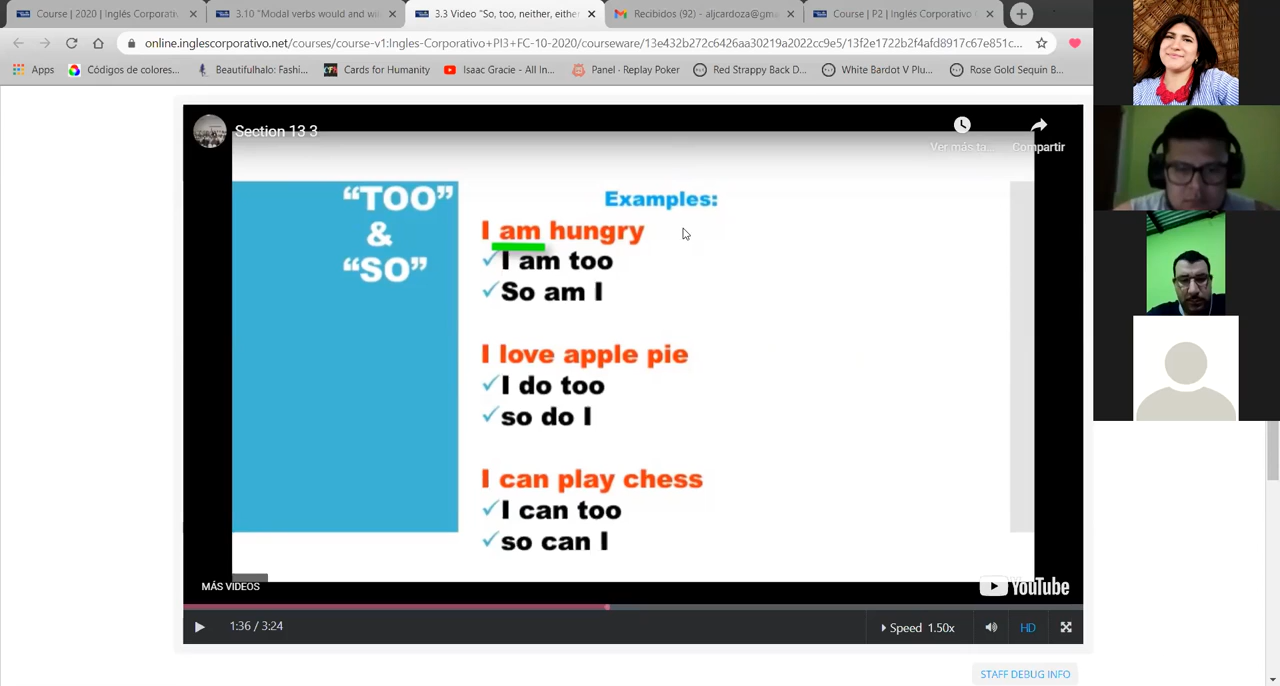 Course | 2020 | Inglés Corporativ
3.10 "Modal verbs would and wi
3.3 Video "So, too, neither, eithe
Recibidos (92) - aljcardoza@gm
Course | P2 | Inglés Corporativo
online.inglescorporativo.net/courses/course-v1:Ingles-Corporativo+PI3+FC-10-2020/courseware/13e432b272c6426aa30219a2022cc9e5/13f2e1722b2f4afd8917c67e851c...
Apps
Códigos de colores...
Beautifulhalo: Fashi...
Cards for Humanity
Isaac Gracie - All In...
Panel · Replay Poker
Red Strappy Back D...
White Bardot V Plu...
Rose Gold Sequin B...
Section 13 3
Ver más ta...
Compartir
"TOO"
&
"SO"
Examples:
I am hungry
I am too
So am I
I love apple pie
I do too
so do I
I can play chess
I can too
so can I
MÁS VIDEOS
YouTube
1:36 / 3:24
Speed 1.50x
HD
STAFF DEBUG INFO